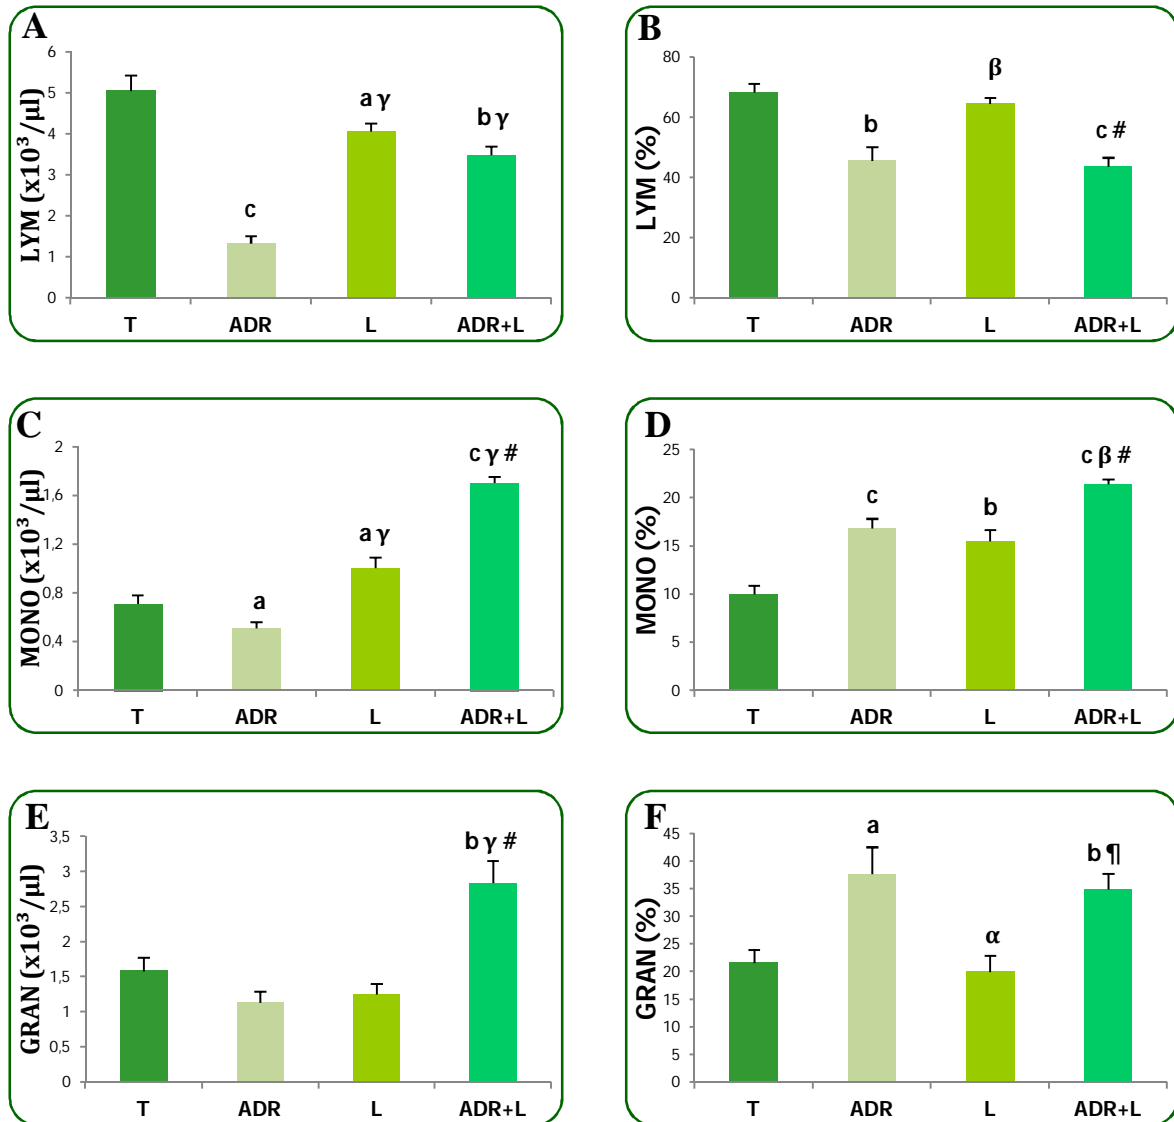 A
LYM (x10³/µl)
6
5
4
3
2
1
0
c
a γ
b γ
T ADR L ADR+L
B
LYM (%)
80
60
40
20
0
b
β
c #
T ADR L ADR+L
C
MONO (x10³/µl)
2
1,6
1,2
0,8
0,4
0
a
a γ
c γ #
T ADR L ADR+L
D
MONO (%)
25
20
15
10
5
0
c
b
c β #
T ADR L ADR+L
E
GRAN (x10³/µl)
3,5
3
2,5
2
1,5
1
0,5
0
b γ #
T ADR L ADR+L
F
GRAN (%)
45
40
35
30
25
20
15
10
5
0
a
α
b ¶
T ADR L ADR+L